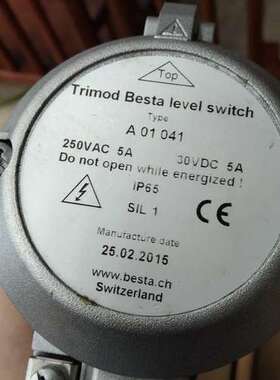 Top
Trimod Besta level switch
Type
A 01 041
250VAC 5A 30VDC 5A
Do not open while energized !
IP65
SIL 1 CE
Manufacture date
25.02.2015
www.besta.ch
Switzerland